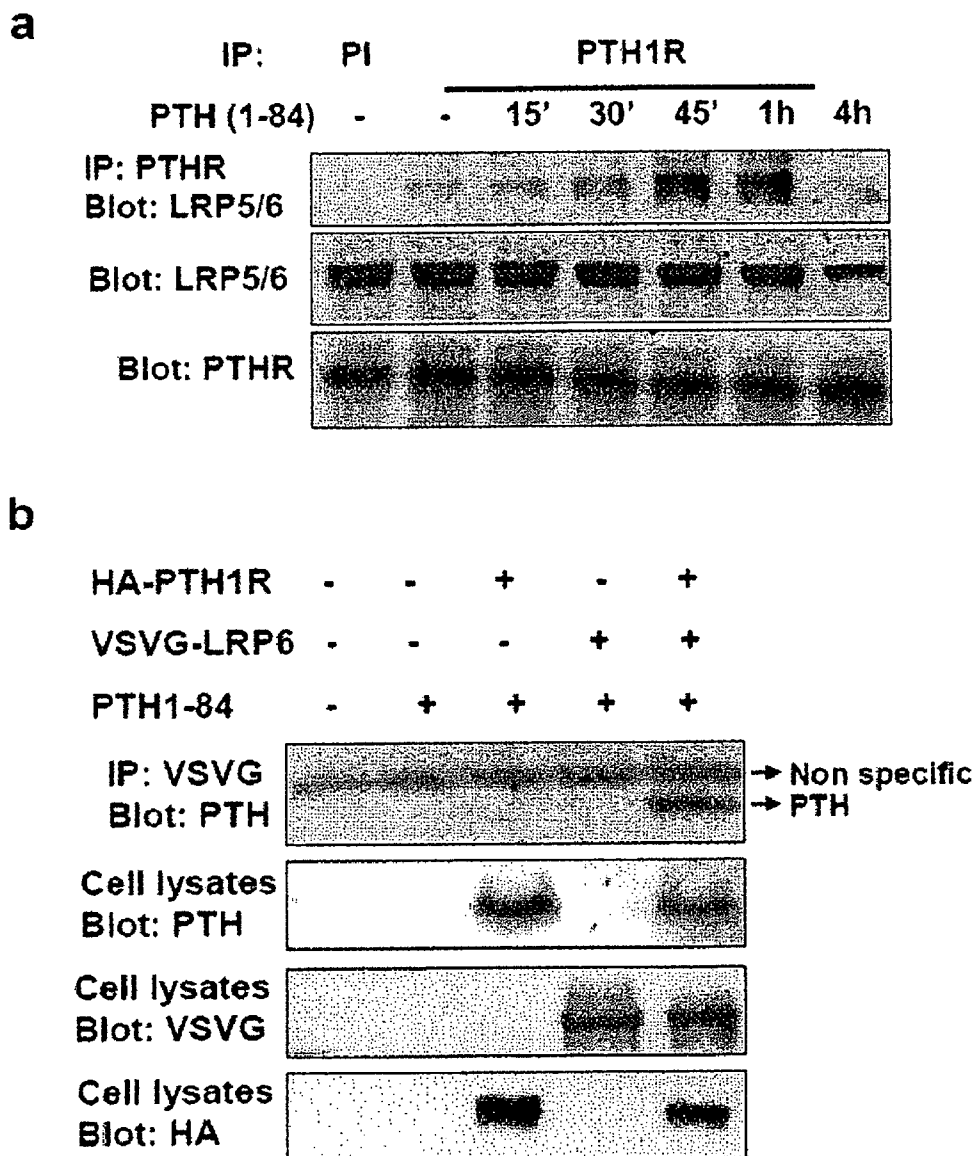 a
IP: PI PTH1R
PTH (1-84) - - 15' 30' 45' 1h 4h
IP: PTHR
Blot: LRP5/6
Blot: LRP5/6
Blot: PTHR
b
HA-PTH1R - - + - +
VSVG-LRP6 - - - + +
PTH1-84 - + + + +
IP: VSVG
Blot: PTH
→ Non specific
→ PTH
Cell lysates
Blot: PTH
Cell lysates
Blot: VSVG
Cell lysates
Blot: HA